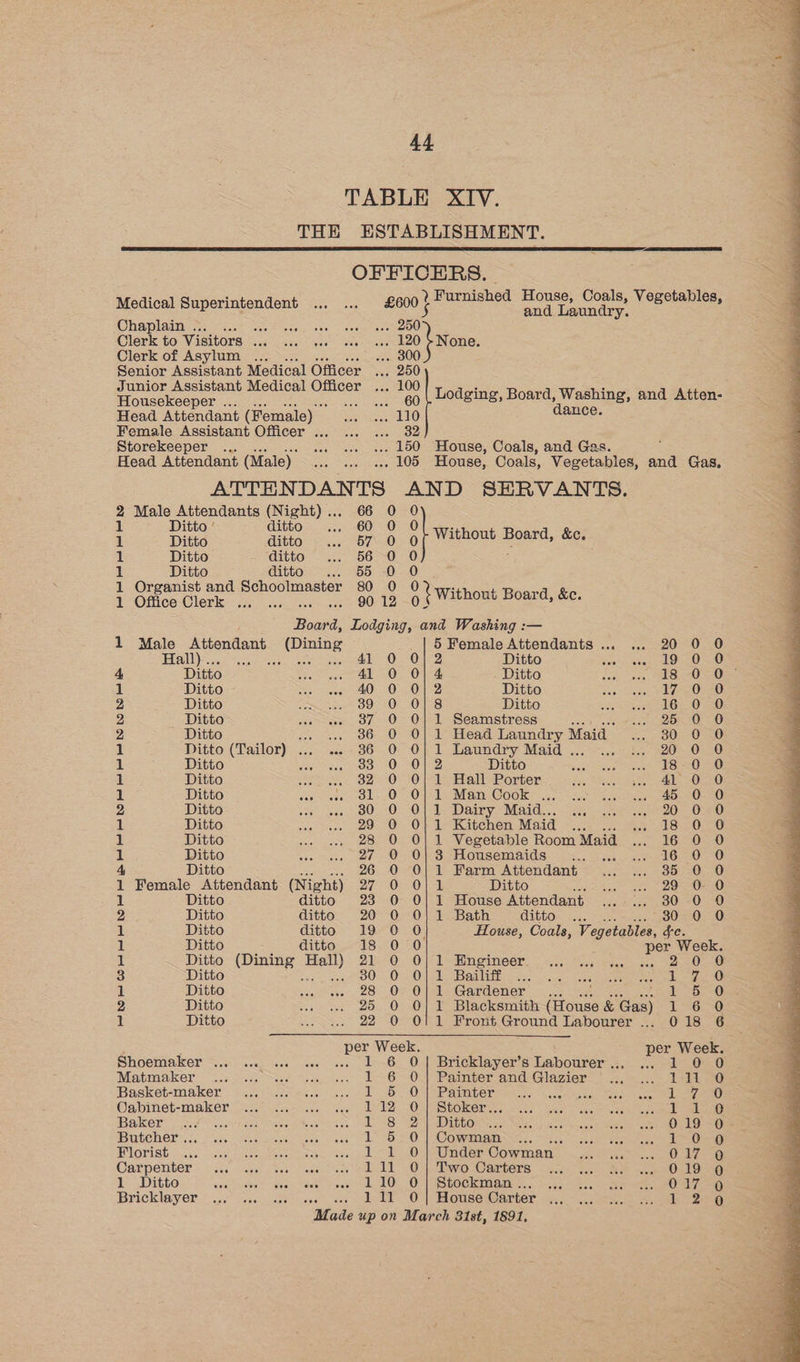 44
TABLE XIV.
THE ESTABLISHMENT.
OFFICERS.
Medical Superintendent ... ... £600 } Furnished House, Coals, Vegetables, and Laundry.
Chaplain ... ... ... ... ... ... ... 250
Clerk to Visitors ... ... ... ... ... 120 } None.
Clerk of Asylum ... ... ... ... ... 300
Senior Assistant Medical Officer ... 250
Junior Assistant Medical Officer ... 100
Housekeeper ... ... ... ... ... ... 60 } Lodging, Board, Washing, and Attendance.
Head Attendant (Female) ... ... 110
Female Assistant Officer ... ... ... 32
Storekeeper ... ... ... ... ... ... 150 House, Coals, and Gas.
Head Attendant (Male) ... ... ... 105 House, Coals, Vegetables, and Gas.
ATTENDANTS AND SERVANTS.
2 Male Attendants (Night) ... 66 0 0
1 Ditto ditto ... 60 0 0
1 Ditto ditto ... 57 0 0 } Without Board, &c.
1 Ditto ditto ... 56 0 0
1 Ditto ditto ... 55 0 0
1 Organist and Schoolmaster 80 0 0 } Without Board, &c.
1 Office Clerk ... ... ... ... 90 12 0
Board, Lodging, and Washing :—
1 Male Attendant (Dining
Hall) ... ... ... ... ... ... 41 0 0
4 Ditto ... ... 41 0 0
1 Ditto ... ... 40 0 0
2 Ditto ... ... 39 0 0
2 Ditto ... ... 37 0 0
2 Ditto ... ... 36 0 0
1 Ditto (Tailor) ... ... 36 0 0
1 Ditto ... ... 33 0 0
1 Ditto ... ... 32 0 0
1 Ditto ... ... 31 0 0
2 Ditto ... ... 30 0 0
1 Ditto ... ... 29 0 0
1 Ditto ... ... 28 0 0
1 Ditto ... ... 27 0 0
4 Ditto ... ... 26 0 0
1 Female Attendant (Night) 27 0 0
1 Ditto ditto 23 0 0
2 Ditto ditto 20 0 0
1 Ditto ditto 19 0 0
1 Ditto ditto 18 0 0
1 Ditto (Dining Hall) 21 0 0
3 Ditto ... ... 30 0 0
1 Ditto ... ... 28 0 0
2 Ditto ... ... 25 0 0
1 Ditto ... ... 22 0 0
5 Female Attendants ... ... 20 0 0
2 Ditto ... ... 19 0 0
4 Ditto ... ... 18 0 0
2 Ditto ... ... 17 0 0
8 Ditto ... ... 16 0 0
1 Seamstress ... ... ... 25 0 0
1 Head Laundry Maid ... 30 0 0
1 Laundry Maid ... ... ... 20 0 0
2 Ditto ... ... ... 18 0 0
1 Hall Porter ... ... ... 41 0 0
1 Man Cook ... ... ... ... 45 0 0
1 Dairy Maid... ... ... ... 20 0 0
1 Kitchen Maid ... ... ... 18 0 0
1 Vegetable Room Maid ... 16 0 0
3 Housemaids ... ... ... 16 0 0
1 Farm Attendant ... ... 35 0 0
1 Ditto ... ... ... 29 0 0
1 House Attendant ... ... 30 0 0
1 Bath ditto ... ... ... 30 0 0
House, Coals, Vegetables, &c.
per Week.
1 Engineer ... ... ... ... 2 0 0
1 Bailiff ... ... ... ... ... 1 7 0
1 Gardener ... ... ... ... 1 5 0
1 Blacksmith (House & Gas) 1 6 0
1 Front Ground Labourer ... 0 18 6
per Week.
Shoemaker ... ... ... ... ... 1 6 0
Matmaker ... ... ... ... ... 1 6 0
Basket-maker ... ... ... ... 1 5 0
Cabinet-maker ... ... ... ... 1 12 0
Baker ... ... ... ... ... ... 1 8 2
Butcher ... ... ... ... ... ... 1 5 0
Florist ... ... ... ... ... ... 1 1 0
Carpenter ... ... ... ... ... 1 11 0
1 Ditto ... ... ... ... ... 1 10 0
Bricklayer ... ... ... ... ... 1 11 0
per Week.
Bricklayer's Labourer ... ... 1 0 0
Painter and Glazier ... ... 1 11 0
Painter ... ... ... ... ... 1 7 0
Stoker... ... ... ... ... ... 1 1 0
Ditto ... ... ... ... ... ... 0 19 0
Cowman ... ... ... ... ... 1 0 0
Under Cowman ... ... ... 0 17 0
Two Carters ... ... ... ... 0 19 0
Stockman ... ... ... ... ... 0 17 0
House Carter ... ... ... ... 1 2 0
Made up on March 31st, 1891.